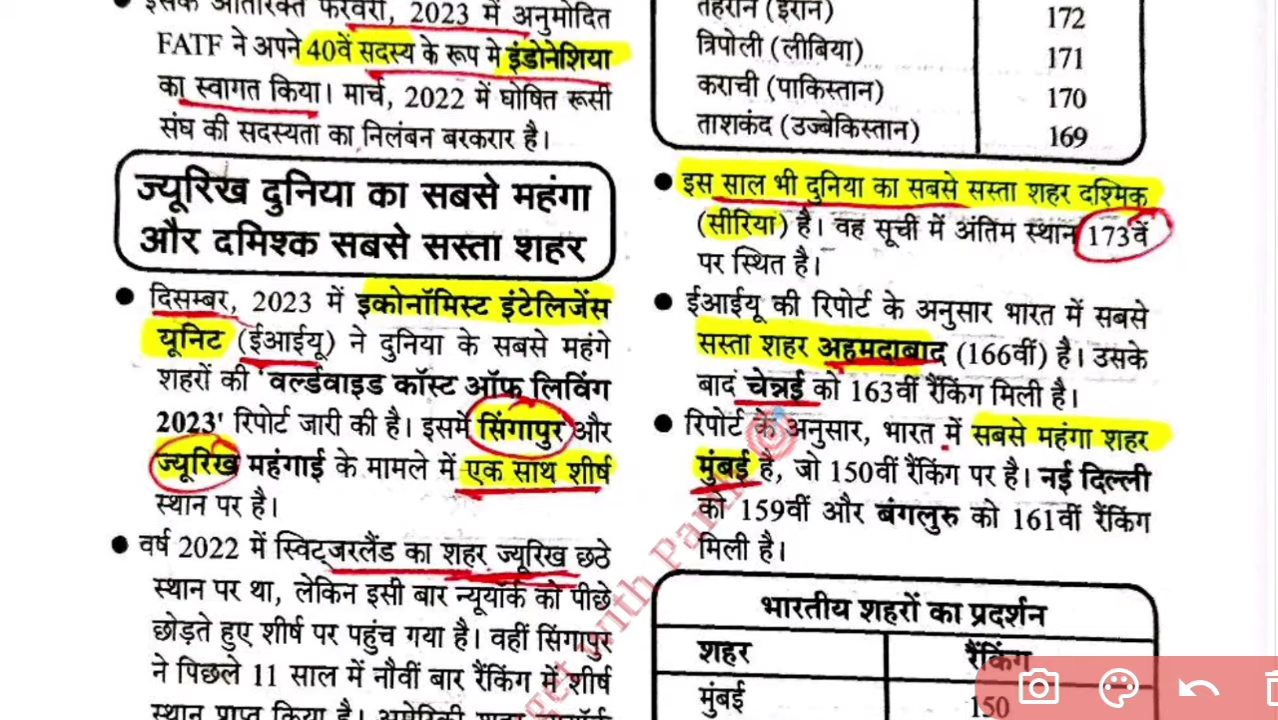 इसके अतिरिक्त फरवरी, 2023 में अनुमोदित
FATF ने अपने 40वें सदस्य के रूप मे इंडोनेशिया
का स्वागत किया। मार्च, 2022 में घोषित रूसी
संघ की सदस्यता का निलंबन बरकरार है।
ज्यूरिख दुनिया का सबसे महंगा
और दमिश्क सबसे सस्ता शहर
● दिसम्बर, 2023 में इकोनॉमिस्ट इंटेलिजेंस
यूनिट (ईआईयू) ने दुनिया के सबसे महंगे
शहरों की 'वर्ल्डवाइड कॉस्ट ऑफ लिविंग
2023' रिपोर्ट जारी की है। इसमें सिंगापुर और
ज्यूरिख महंगाई के मामले में एक साथ शीर्ष
स्थान पर है।
● वर्ष 2022 में स्विट्जरलैंड का शहर ज्यूरिख छठे
स्थान पर था, लेकिन इसी बार न्यूयॉर्क को पीछे
छोड़ते हुए शीर्ष पर पहुंच गया है। वहीं सिंगापुर
ने पिछले 11 साल में नौवीं बार रैंकिंग में शीर्ष
स्थान प्राप्त किया है। अमेरिकी शहर न्यूयॉर्क
तेहरान (ईरान) 172
त्रिपोली (लीबिया) 171
कराची (पाकिस्तान) 170
ताशकंद (उज्बेकिस्तान) 169
● इस साल भी दुनिया का सबसे सस्ता शहर दश्मिक
(सीरिया) है। वह सूची में अंतिम स्थान 173वें
पर स्थित है।
● ईआईयू की रिपोर्ट के अनुसार भारत में सबसे
सस्ता शहर अहमदाबाद (166वीं) है। उसके
बाद चेन्नई को 163वीं रैंकिंग मिली है।
● रिपोर्ट के अनुसार, भारत में सबसे महंगा शहर
मुंबई है, जो 150वीं रैंकिंग पर है। नई दिल्ली
को 159वीं और बंगलुरु को 161वीं रैंकिंग
मिली है।
भारतीय शहरों का प्रदर्शन
शहर रैंकिंग
मुंबई 150